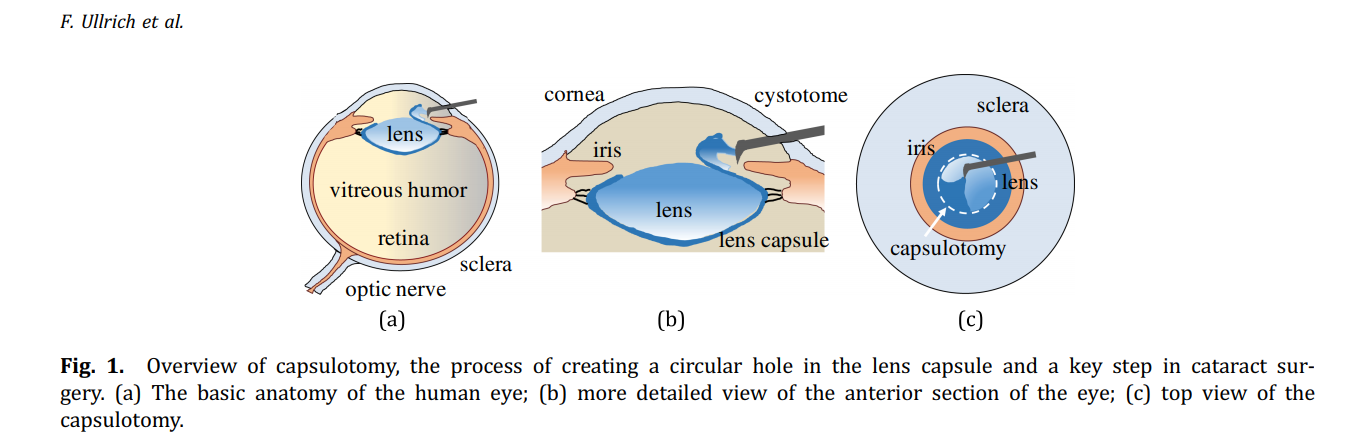 F. Ullrich et al.
lens
vitreous humor
retina
sclera
optic nerve
(a)
cornea
cystotome
iris
lens
lens capsule
(b)
sclera
iris
lens
capsulotomy
(c)
Fig. 1. Overview of capsulotomy, the process of creating a circular hole in the lens capsule and a key step in cataract sur-
gery. (a) The basic anatomy of the human eye; (b) more detailed view of the anterior section of the eye; (c) top view of the
capsulotomy.